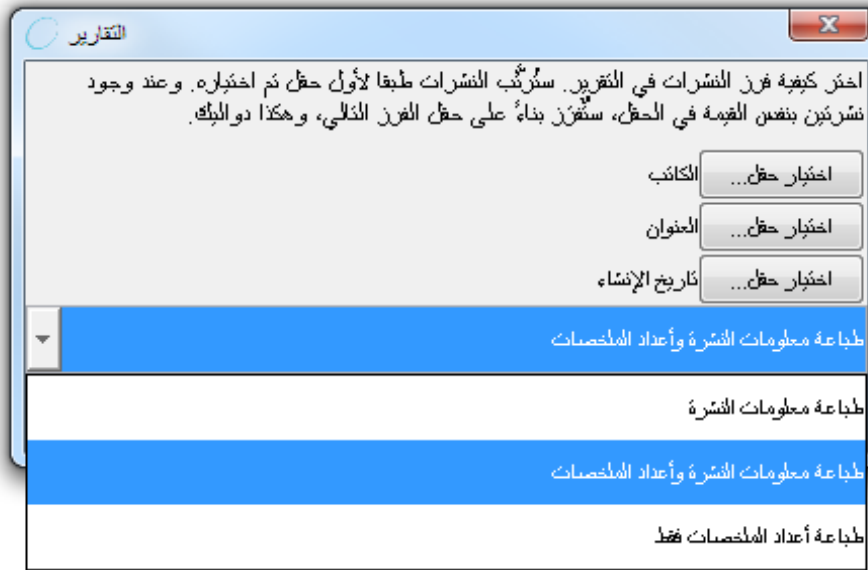 التقارير
اختر كيفية فرز النشرات في التقرير. ستُرتَّب النشرات طبقا لأول حقل تم اختياره. وعند وجود
نشرتين بنفس القيمة في الحقل، ستُفرَز بناءً على حقل الفرز التالي، وهكذا دواليك.
اختيار حقل... الكاتب
اختيار حقل... العنوان
اختيار حقل... تاريخ الإنشاء
طباعة معلومات النشرة وأعداد الملخصات
طباعة معلومات النشرة
طباعة معلومات النشرة وأعداد الملخصات
طباعة أعداد الملخصات فقط